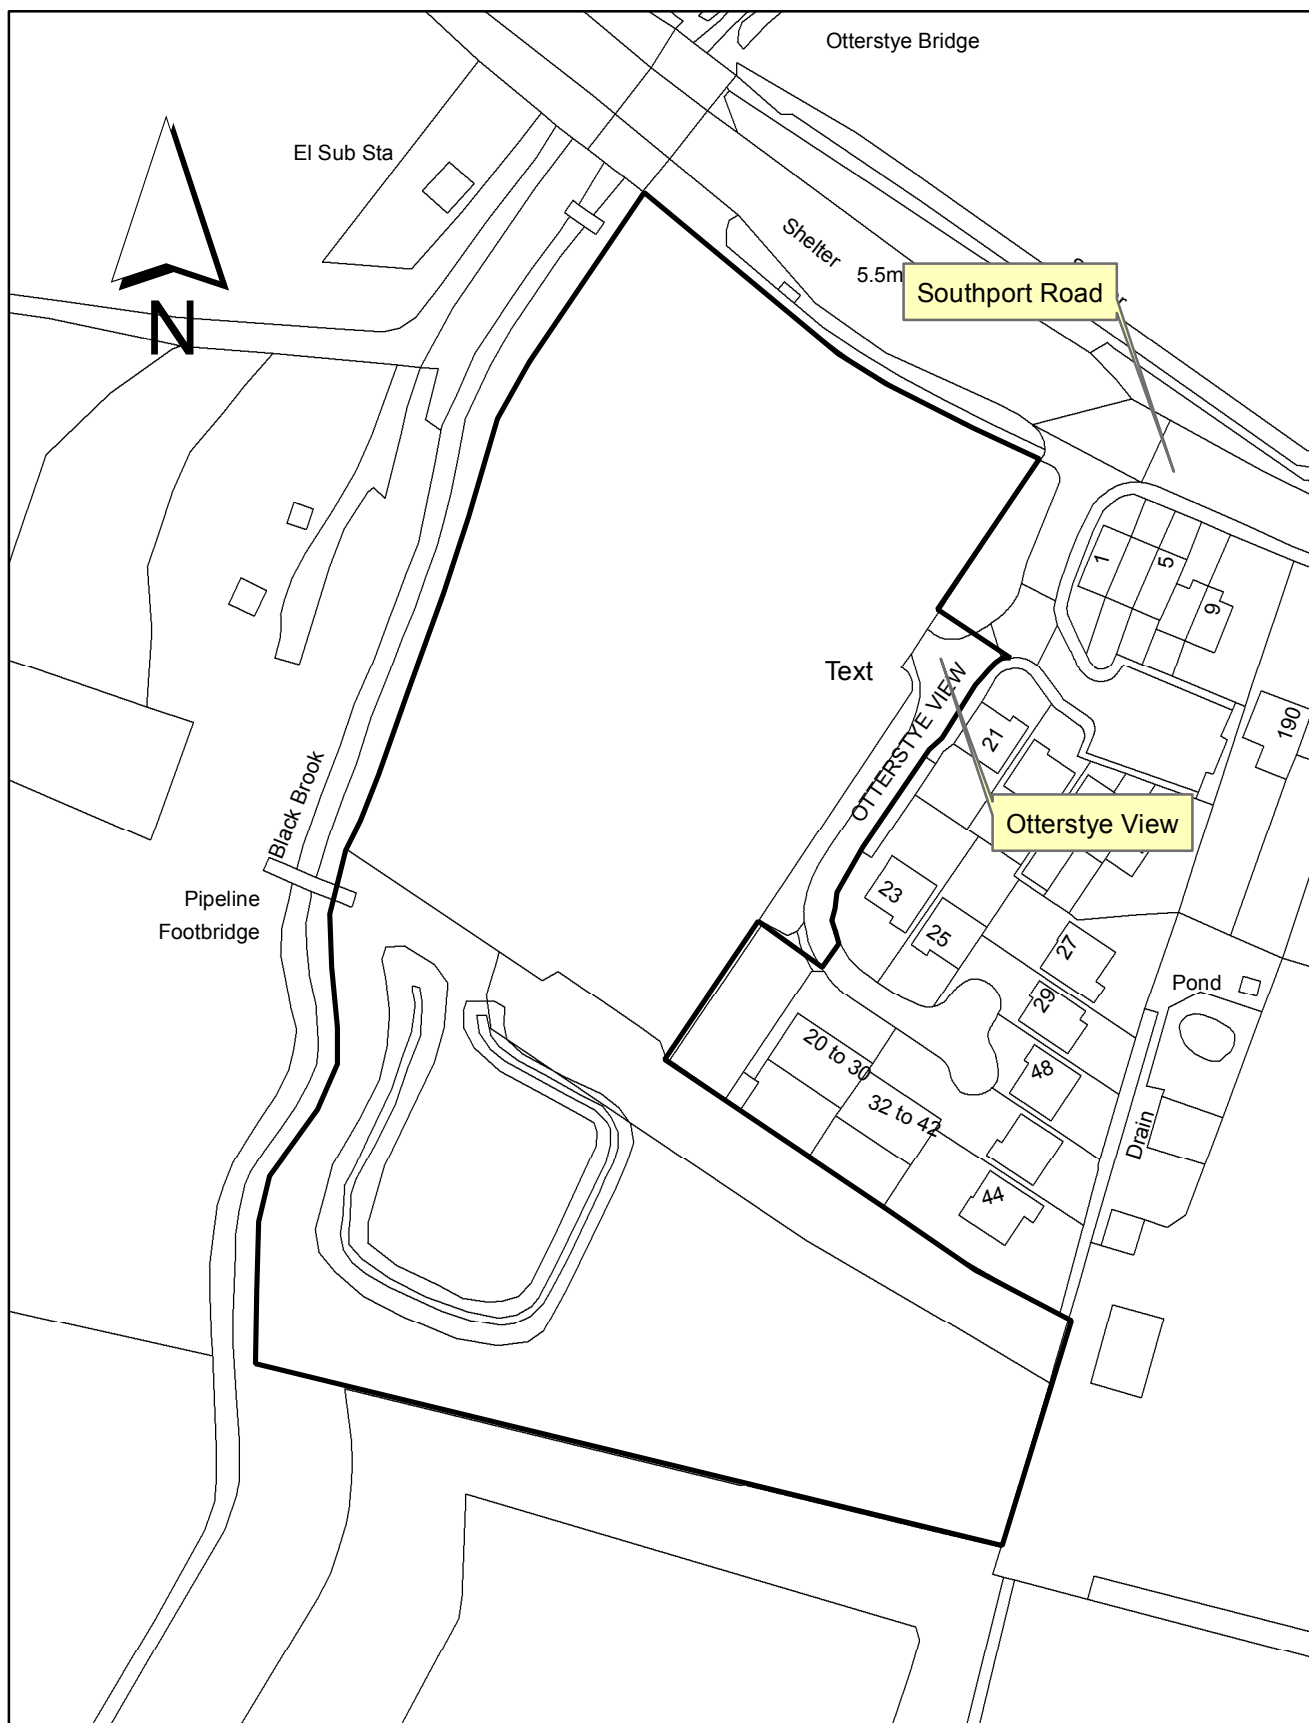 Otterstye Bridge
El Sub Sta
Shelter
5.5m
Southport Road
N
1
5
9
Text
OTTERSTYE VIEW
21
190
Black Brook
Otterstye View
Pipeline
Footbridge
23
25
27
Pond
29
20 to 30
48
32 to 42
Drain
44